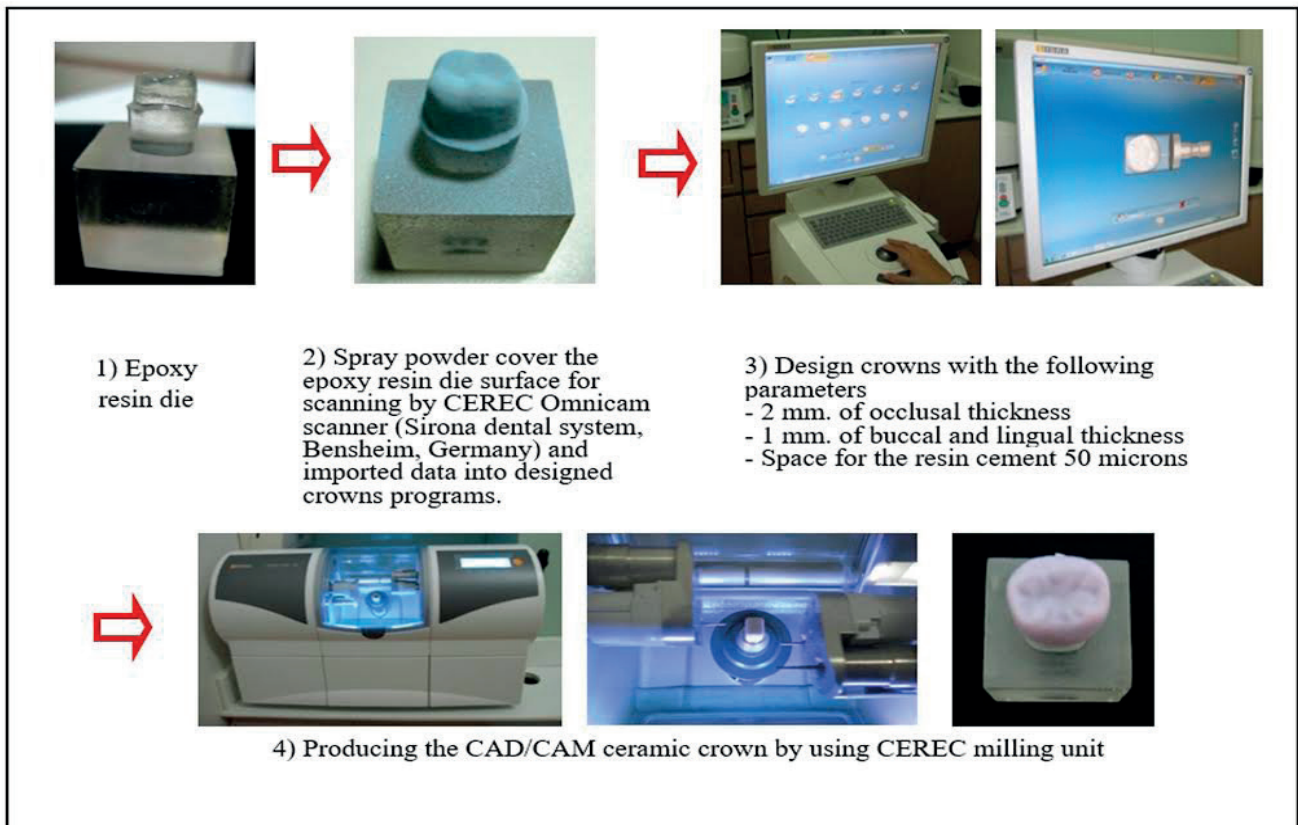 1) Epoxy
resin die
2) Spray powder cover the
epoxy resin die surface for
scanning by CEREC Omnicam
scanner (Sirona dental system,
Bensheim, Germany) and
imported data into designed
crowns programs.
3) Design crowns with the following
parameters
- 2 mm. of occlusal thickness
- 1 mm. of buccal and lingual thickness
- Space for the resin cement 50 microns
4) Producing the CAD/CAM ceramic crown by using CEREC milling unit